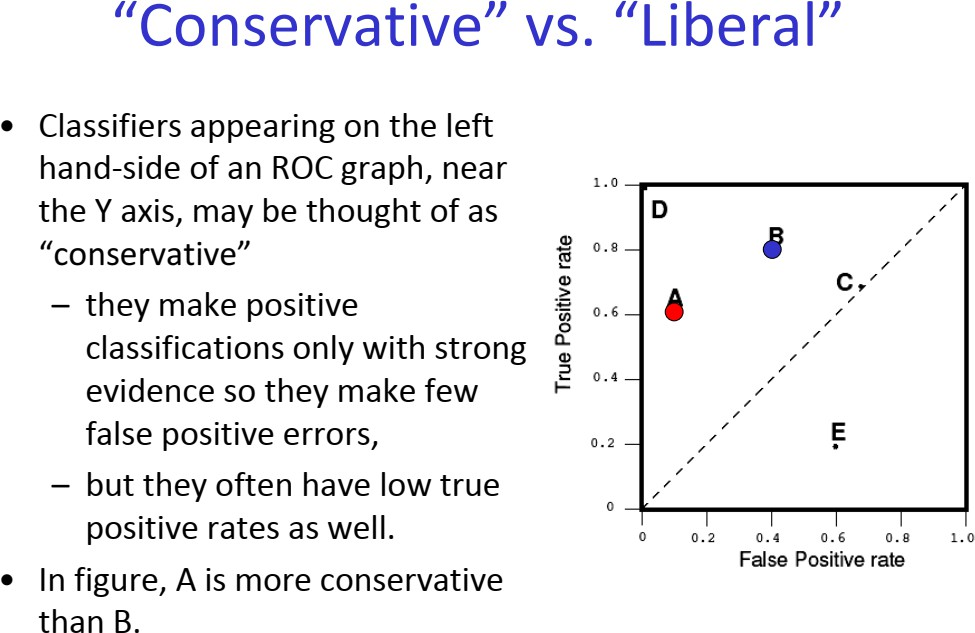 “Conservative” vs. “Liberal”
• Classifiers appearing on the left
hand-side of an ROC graph, near
the Y axis, may be thought of as
“conservative”
– they make positive
classifications only with strong
evidence so they make few
false positive errors,
– but they often have low true
positive rates as well.
• In figure, A is more conservative
than B.
1.0
D
B
0.8
C
A
0.6
True Positive rate
0.4
E
0.2
0
0 0.2 0.4 0.6 0.8 1.0
False Positive rate